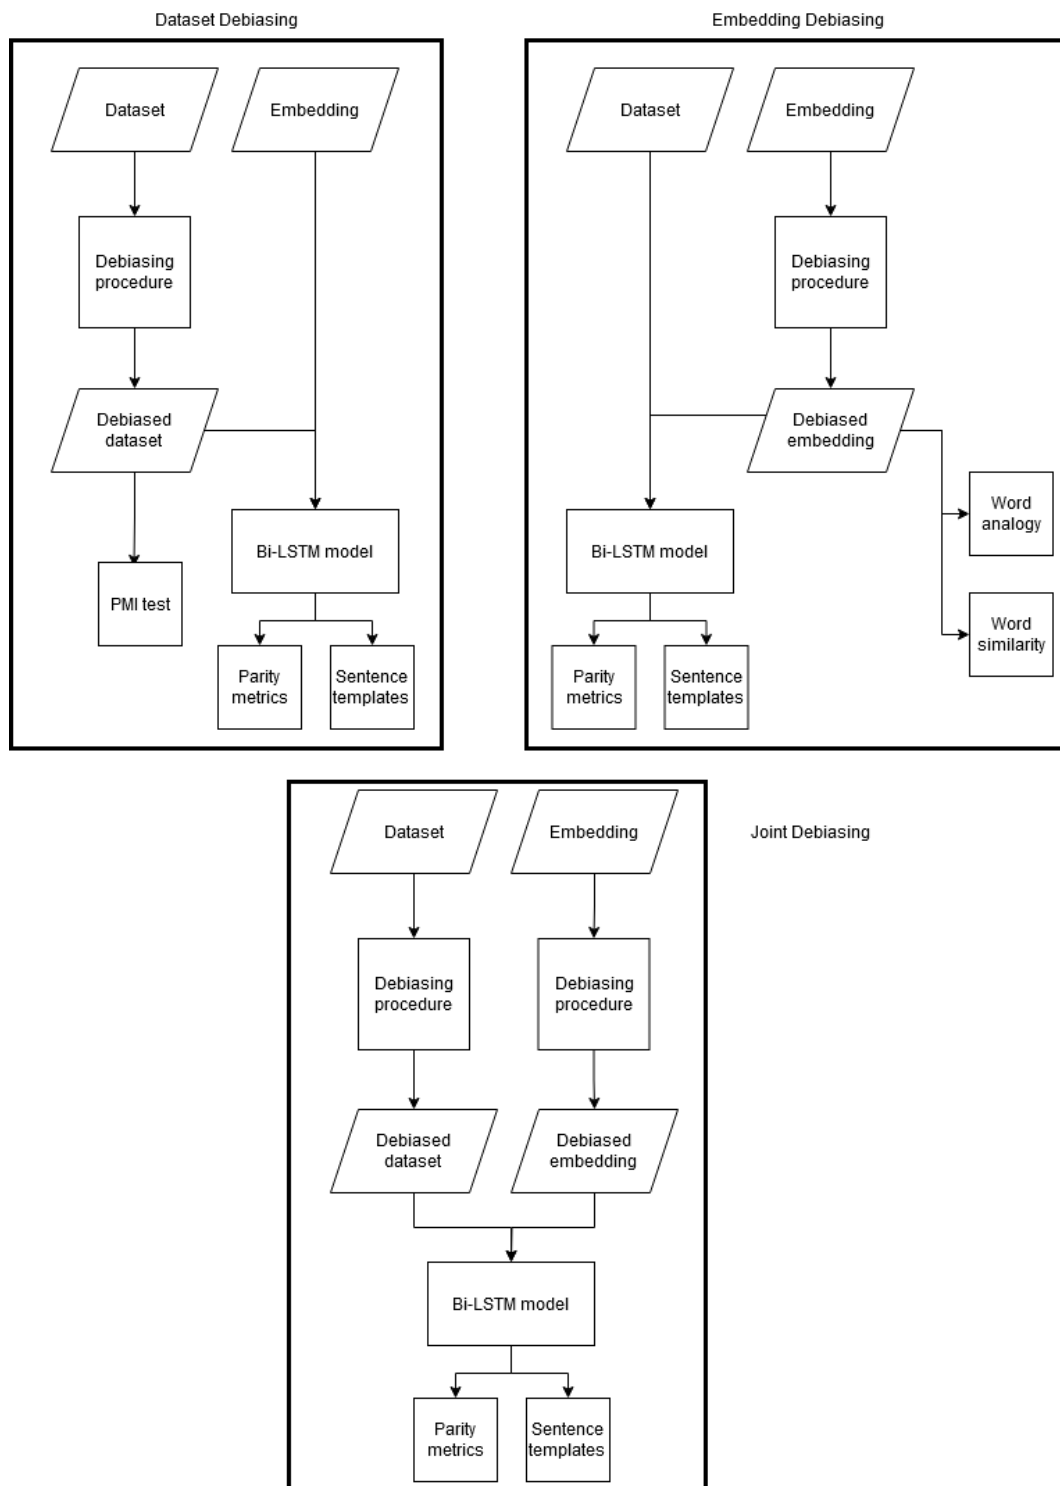 Dataset Debiasing
Dataset
Embedding
Debiasing
procedure
Debiased
dataset
Bi-LSTM model
PMI test
Parity
metrics
Sentence
templates
Embedding Debiasing
Dataset
Embedding
Debiasing
procedure
Debiased
embedding
Word
analogy
Bi-LSTM model
Word
similarity
Parity
metrics
Sentence
templates
Joint Debiasing
Dataset
Embedding
Debiasing
procedure
Debiasing
procedure
Debiased
dataset
Debiased
embedding
Bi-LSTM model
Parity
metrics
Sentence
templates